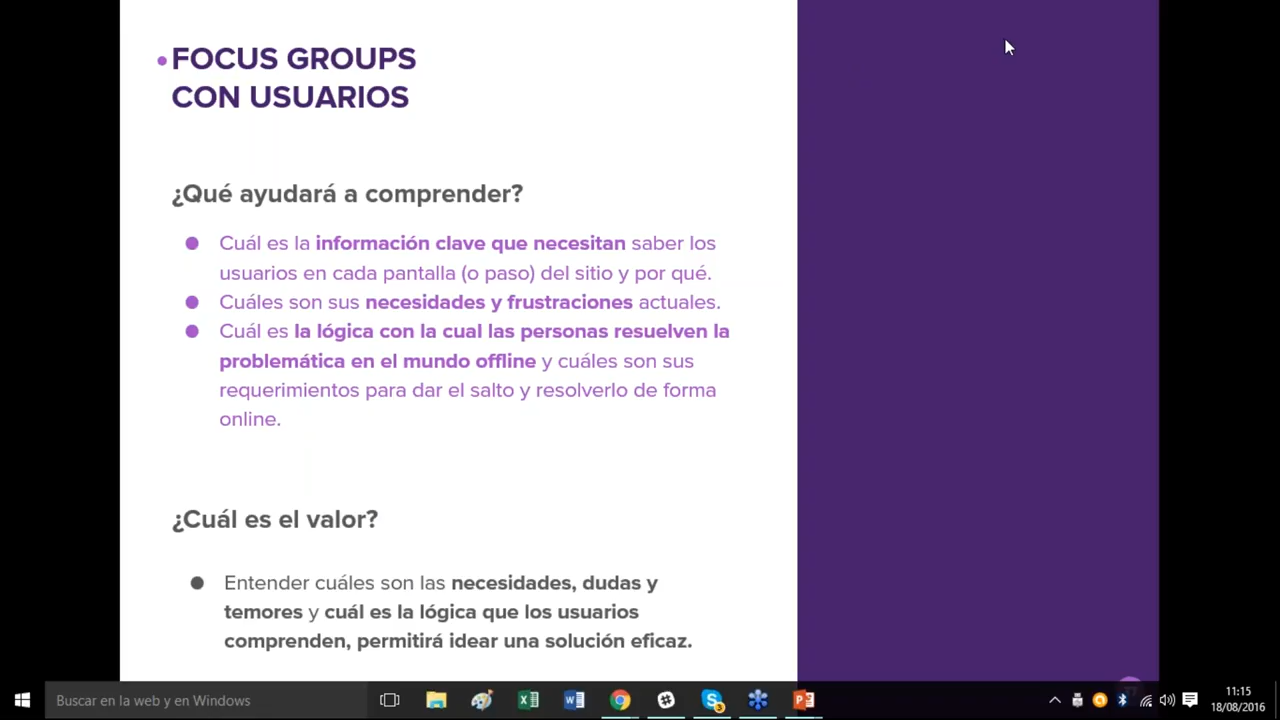 FOCUS GROUPS
CON USUARIOS
¿Qué ayudará a comprender?
Cuál es la información clave que necesitan saber los
usuarios en cada pantalla (o paso) del sitio y por qué.
Cuáles son sus necesidades y frustraciones actuales.
Cuál es la lógica con la cual las personas resuelven la
problemática en el mundo offline y cuáles son sus
requerimientos para dar el salto y resolverlo de forma
online.
¿Cuál es el valor?
Entender cuáles son las necesidades, dudas y
temores y cuál es la lógica que los usuarios
comprenden, permitirá idear una solución eficaz.
Buscar en la web y en Windows
3
11:15
18/08/2016